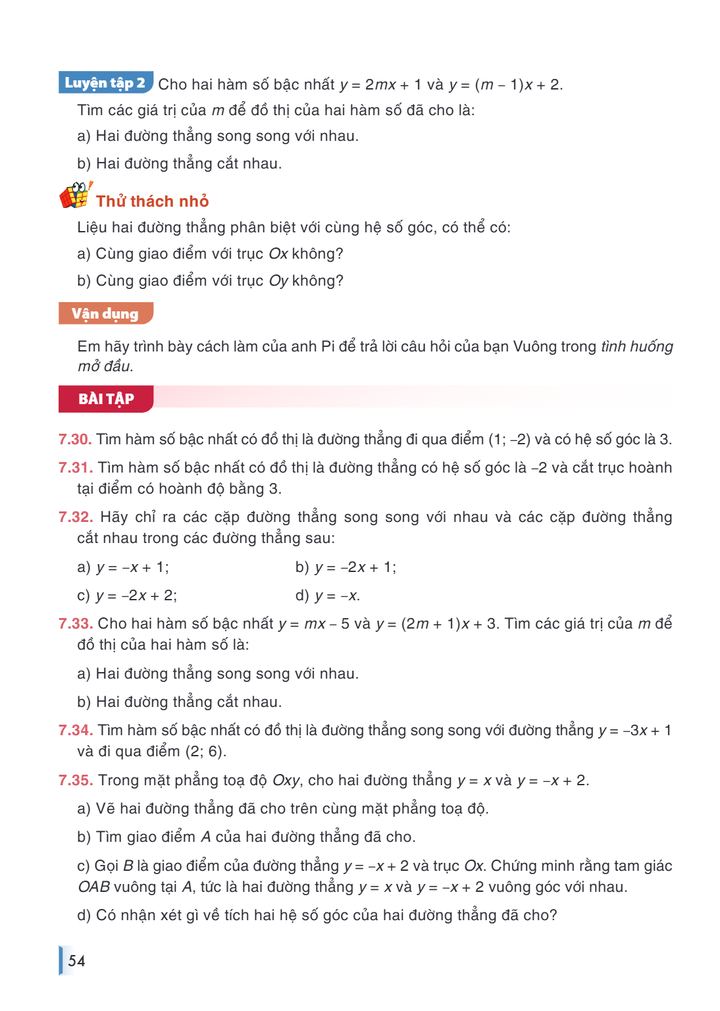 Luyện tập 2 Cho hai hàm số bậc nhất y = 2mx + 1 và y = (m – 1)x + 2.
Tìm các giá trị của m để đồ thị của hai hàm số đã cho là:
a) Hai đường thẳng song song với nhau.
b) Hai đường thẳng cắt nhau.
Thử thách nhỏ
Liệu hai đường thẳng phân biệt với cùng hệ số góc, có thể có:
a) Cùng giao điểm với trục Ox không?
b) Cùng giao điểm với trục Oy không?
Vận dụng
Em hãy trình bày cách làm của anh Pi để trả lời câu hỏi của bạn Vuông trong tình huống
mở đầu.
BÀI TẬP
7.30. Tìm hàm số bậc nhất có đồ thị là đường thẳng đi qua điểm (1; –2) và có hệ số góc là 3.
7.31. Tìm hàm số bậc nhất có đồ thị là đường thẳng có hệ số góc là –2 và cắt trục hoành
tại điểm có hoành độ bằng 3.
7.32. Hãy chỉ ra các cặp đường thẳng song song với nhau và các cặp đường thẳng
cắt nhau trong các đường thẳng sau:
a) y = –x + 1; b) y = –2x + 1;
c) y = –2x + 2; d) y = –x.
7.33. Cho hai hàm số bậc nhất y = mx – 5 và y = (2m + 1)x + 3. Tìm các giá trị của m để
đồ thị của hai hàm số là:
a) Hai đường thẳng song song với nhau.
b) Hai đường thẳng cắt nhau.
7.34. Tìm hàm số bậc nhất có đồ thị là đường thẳng song song với đường thẳng y = –3x + 1
và đi qua điểm (2; 6).
7.35. Trong mặt phẳng toạ độ Oxy, cho hai đường thẳng y = x và y = –x + 2.
a) Vẽ hai đường thẳng đã cho trên cùng mặt phẳng toạ độ.
b) Tìm giao điểm A của hai đường thẳng đã cho.
c) Gọi B là giao điểm của đường thẳng y = –x + 2 và trục Ox. Chứng minh rằng tam giác
OAB vuông tại A, tức là hai đường thẳng y = x và y = –x + 2 vuông góc với nhau.
d) Có nhận xét gì về tích hai hệ số góc của hai đường thẳng đã cho?
54